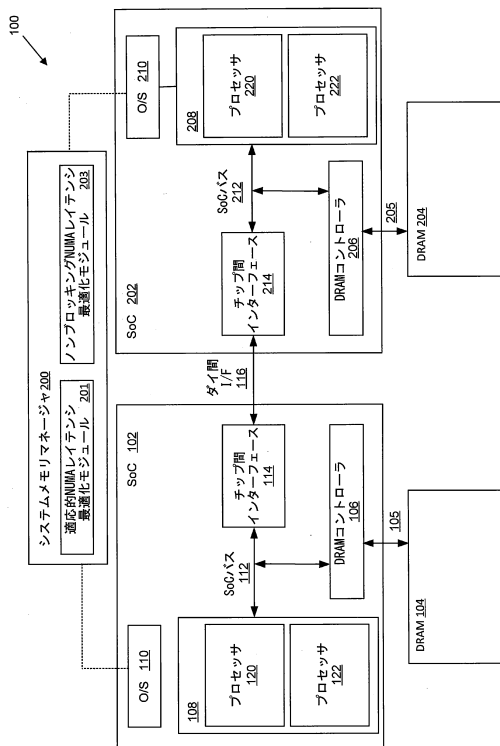 100
システムメモリマネージャ200
適応的NUMAレイテンシ
最適化モジュール 201
ノンブロッキングNUMAレイテンシ
最適化モジュール 203
SoC 102
O/S 110
108
プロセッサ
120
プロセッサ
122
SoCバス
112
チップ間
インターフェース
114
DRAMコントローラ
106
105
DRAM 104
ダイ間
I/F
116
SoC 202
O/S 210
208
プロセッサ
220
プロセッサ
222
SoCバス
212
チップ間
インターフェース
214
DRAMコントローラ
206
205
DRAM 204